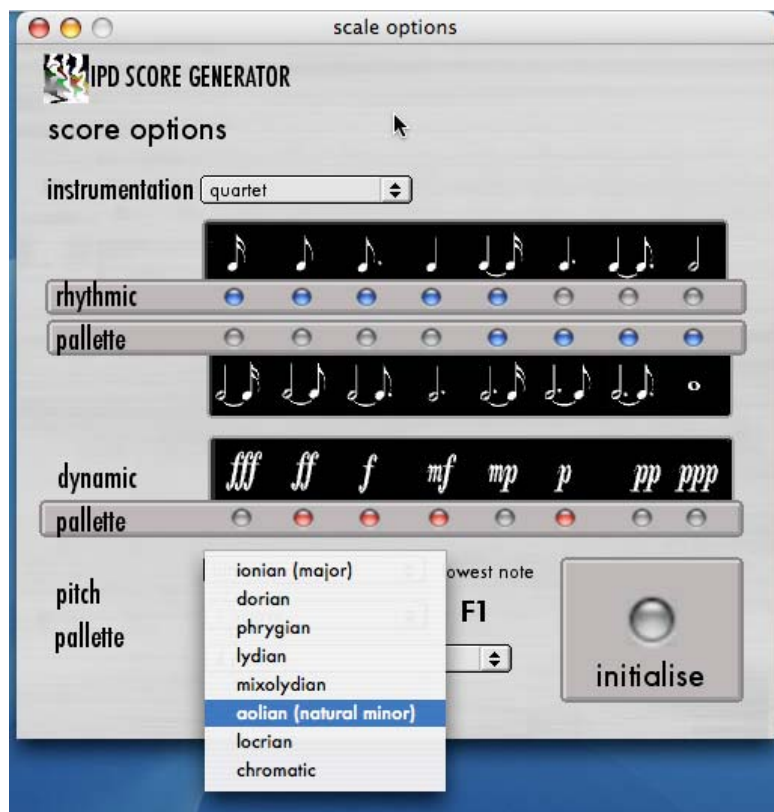 scale options
IPD SCORE GENERATOR
score options
instrumentation quartet
rhythmic
pallette
dynamic fff ff f mf mp p pp ppp
pallette
ionian (major)
dorian
phrygian
lydian
mixolydian
aolian (natural minor)
locrian
chromatic
pitch
pallette
note
F1
initialise